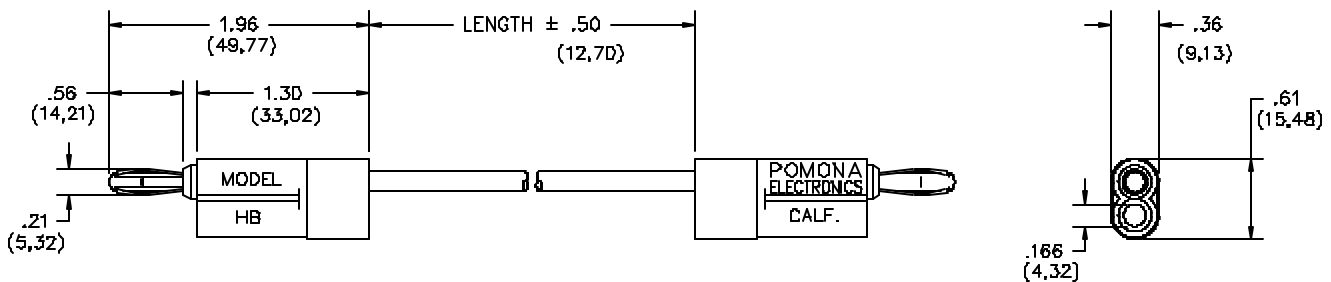 1.96
(49,77)
LENGTH ± .50
(12,70)
.36
(9,13)
.56
(14,21)
1.30
(33,02)
.61
(15,48)
MODEL
HB
POMONA
ELECTRONICS
CALF.
.21
(5,32)
.166
(4,32)